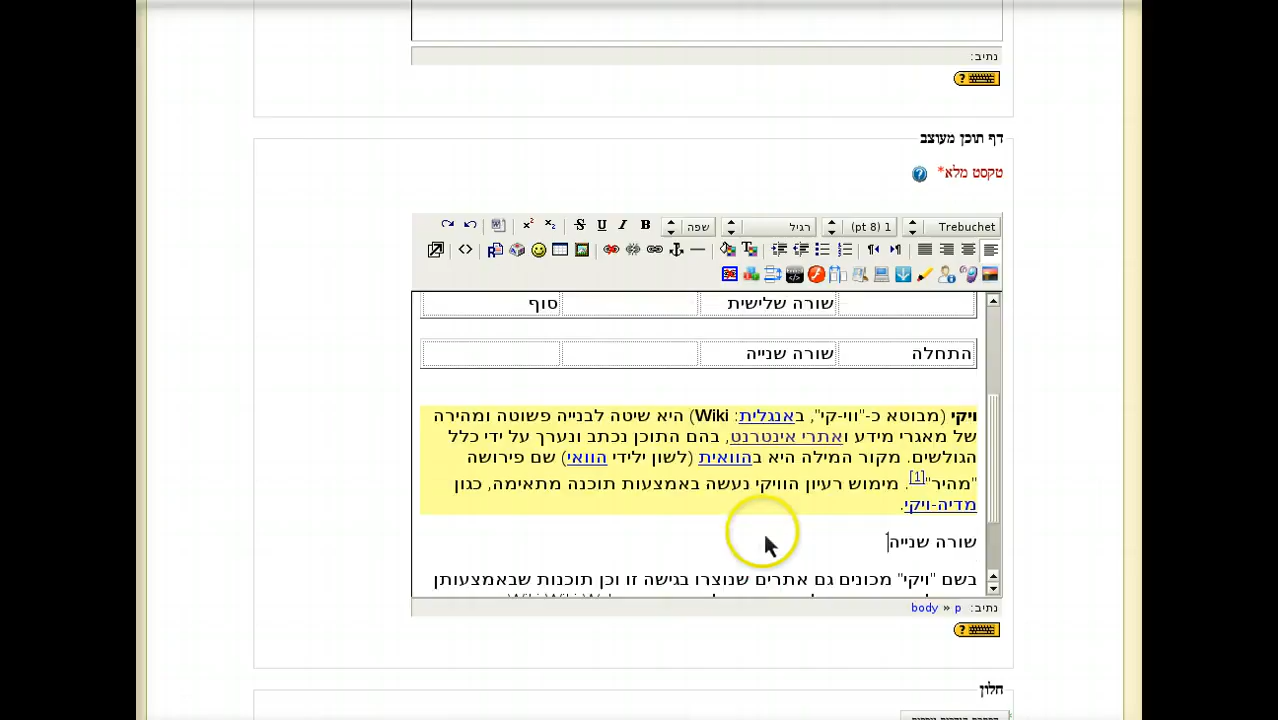 נתיב:
?
דף תוכן מעוצב
טקסט מלא*
?
Trebuchet 1 (8 pt) רגיל שפה B I U S x₂ x²
שורה שלישית סוף
התחלה שורה שנייה
ויקי (מבוטא כ-"ווי-קי", באנגלית: Wiki) היא שיטה לבנייה פשוטה ומהירה
של מאגרי מידע ואתרי אינטרנט, בהם התוכן נכתב ונערך על ידי כלל
הגולשים. מקור המילה היא בהוואית (לשון ילידי הוואי) שם פירושה
"מהיר"[1]. מימוש רעיון הוויקי נעשה באמצעות תוכנה מתאימה, כגון
מדיה-ויקי.
שורה שנייה
בשם "ויקי" מכונים גם אתרים שנוצרו בגישה זו וכן תוכנות שבאמצעותן
נתיב: body » p
?
חלון